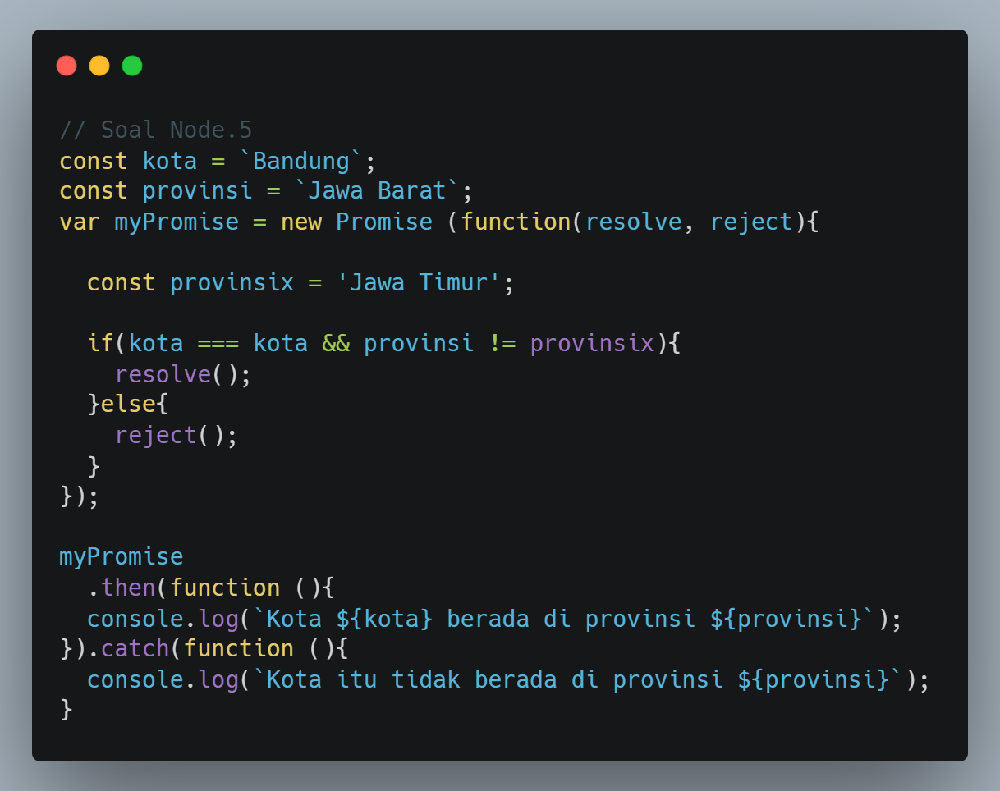 // Soal Node.5
const kota = `Bandung`;
const provinsi = `Jawa Barat`;
var myPromise = new Promise (function(resolve, reject){
  const provinsix = 'Jawa Timur';
  if(kota === kota && provinsi != provinsix){
    resolve();
  }else{
    reject();
  }
});
myPromise
  .then(function (){
  console.log(`Kota ${kota} berada di provinsi ${provinsi}`);
}).catch(function (){
  console.log(`Kota itu tidak berada di provinsi ${provinsi}`);
}